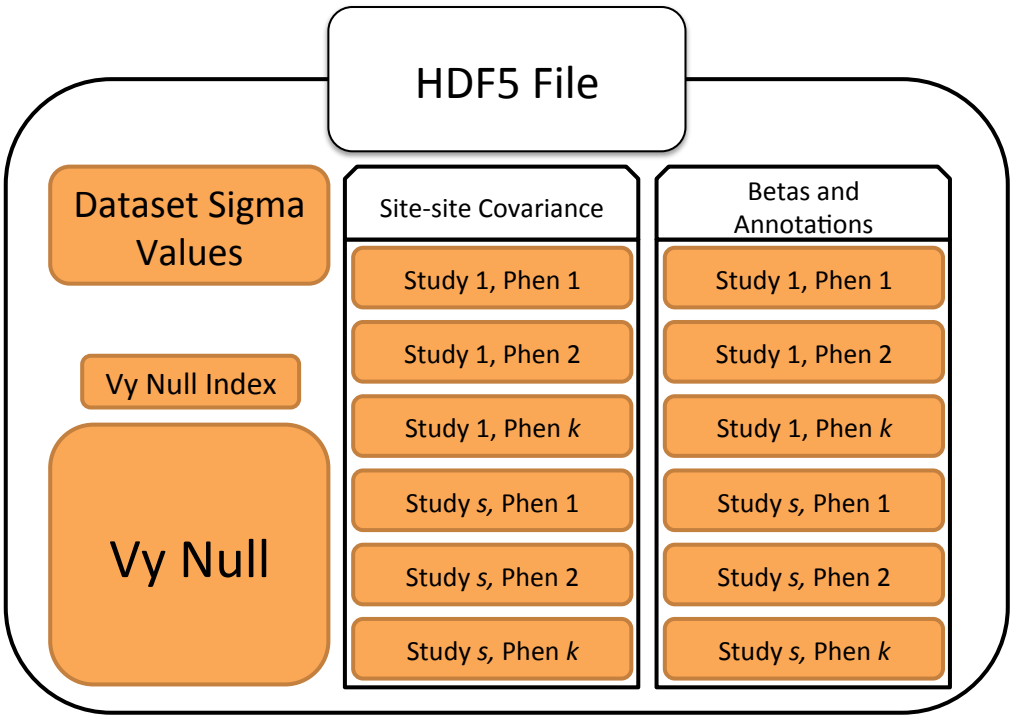 HDF5 File
Dataset Sigma
Values
Vy Null Index
Vy Null
Site-site Covariance
Study 1, Phen 1
Study 1, Phen 2
Study 1, Phen k
Study s, Phen 1
Study s, Phen 2
Study s, Phen k
Betas and
Annotations
Study 1, Phen 1
Study 1, Phen 2
Study 1, Phen k
Study s, Phen 1
Study s, Phen 2
Study s, Phen k